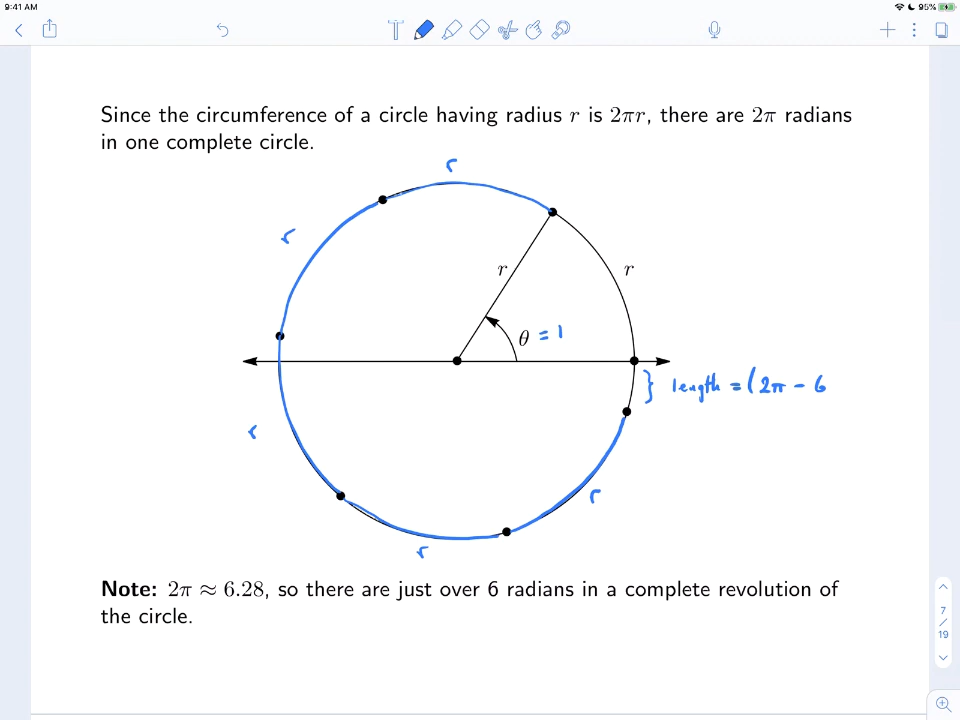 9:41 AM
95%
Since the circumference of a circle having radius r is 2πr, there are 2π radians
in one complete circle.
r
r
r
r
θ = 1
} length = (2π - 6
r
r
r
Note: 2π ≈ 6.28, so there are just over 6 radians in a complete revolution of
the circle.
7
/
19